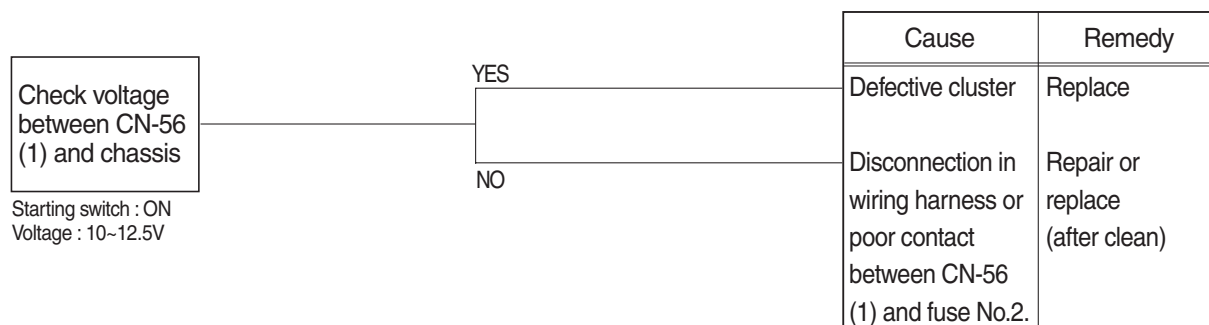 Check voltage
between CN-56
(1) and chassis
Starting switch : ON
Voltage : 10~12.5V
YES
NO
Cause
Remedy
Defective cluster
Replace
Disconnection in
wiring harness or
poor contact
between CN-56
(1) and fuse No.2.
Repair or
replace
(after clean)